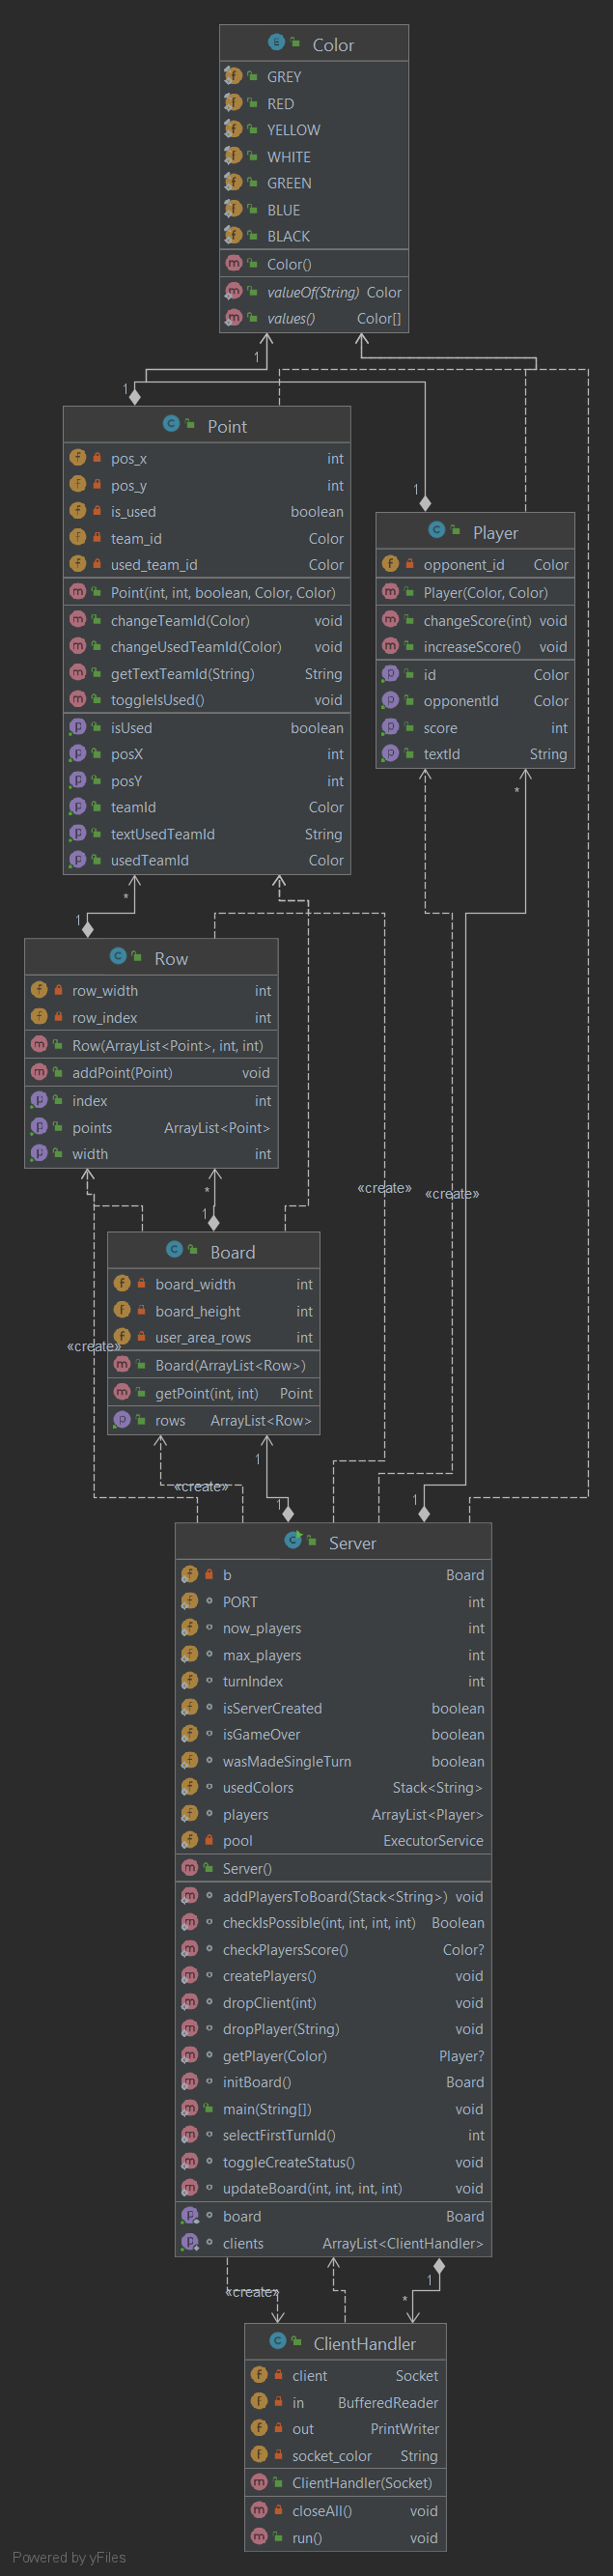 Color
GREY
RED
YELLOW
WHITE
GREEN
BLUE
BLACK
Color()
valueOf(String) Color
values() Color[]
1
1
Point
pos_x int
pos_y int
is_used boolean
team_id Color
used_team_id Color
Point(int, int, boolean, Color, Color)
changeTeamId(Color) void
changeUsedTeamId(Color) void
getTextTeamId(String) String
toggleIsUsed() void
isUsed boolean
posX int
posY int
teamId Color
textUsedTeamId String
usedTeamId Color
1
Player
opponent_id Color
Player(Color, Color)
changeScore(int) void
increaseScore() void
id Color
opponentId Color
score int
textId String
*
*
1
Row
row_width int
row_index int
Row(ArrayList<Point>, int, int)
addPoint(Point) void
index int
points ArrayList<Point>
width int
«create»
«create»
*
1
Board
board_width int
board_height int
user_area_rows int
Board(ArrayList<Row>)
getPoint(int, int) Point
rows ArrayList<Row>
«create»
1
«create»
1
1
Server
b Board
PORT int
now_players int
max_players int
turnIndex int
isServerCreated boolean
isGameOver boolean
wasMadeSingleTurn boolean
usedColors Stack<String>
players ArrayList<Player>
pool ExecutorService
Server()
addPlayersToBoard(Stack<String>) void
checkIsPossible(int, int, int, int) Boolean
checkPlayersScore() Color?
createPlayers() void
dropClient(int) void
dropPlayer(String) void
getPlayer(Color) Player?
initBoard() Board
main(String[]) void
selectFirstTurnId() int
toggleCreateStatus() void
updateBoard(int, int, int, int) void
board Board
clients ArrayList<ClientHandler>
1
«create»
*
ClientHandler
client Socket
in BufferedReader
out PrintWriter
socket_color String
ClientHandler(Socket)
closeAll() void
run() void
Powered by yFiles